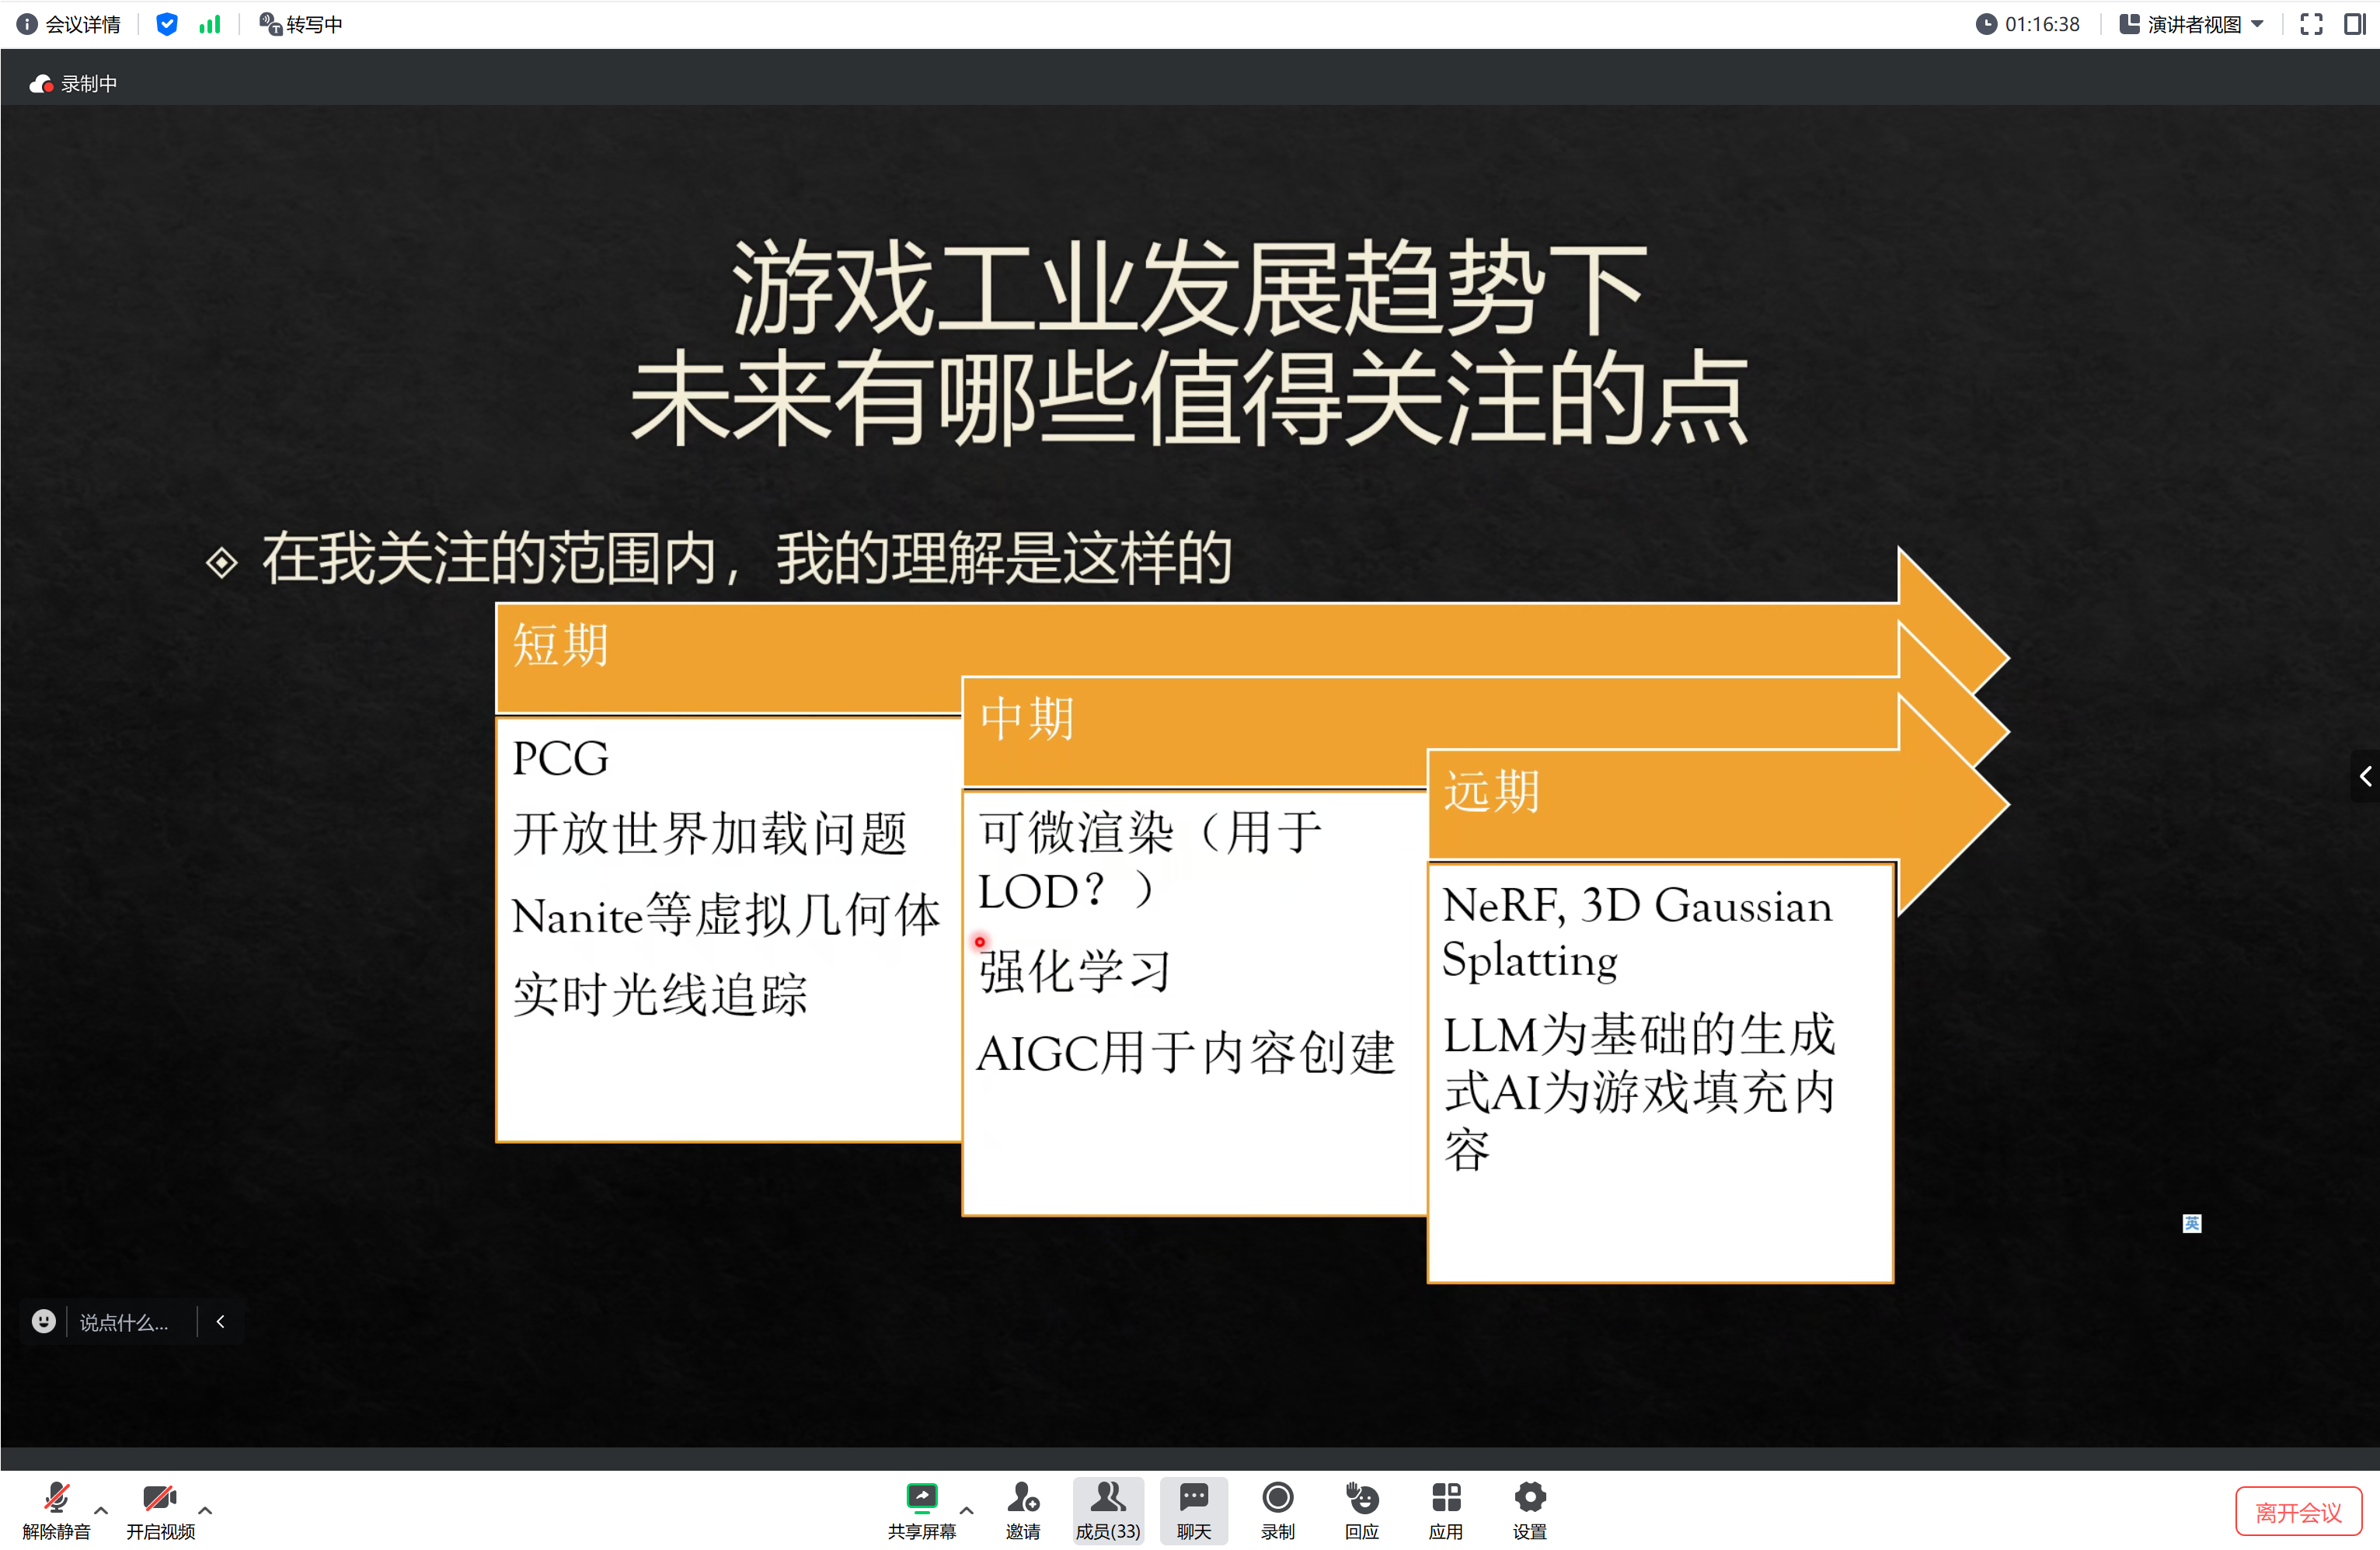 会议详情
转写中
01:16:38
演讲者视图
录制中
游戏工业发展趋势下
未来有哪些值得关注的点
在我关注的范围内，我的理解是这样的
短期
PCG
开放世界加载问题
Nanite等虚拟几何体
实时光线追踪
中期
可微渲染（用于
LOD？）
强化学习
AIGC用于内容创建
远期
NeRF, 3D Gaussian
Splatting
LLM为基础的生成
式AI为游戏填充内
容
英
说点什么...
解除静音
开启视频
共享屏幕
邀请
成员(33)
聊天
录制
回应
应用
设置
离开会议